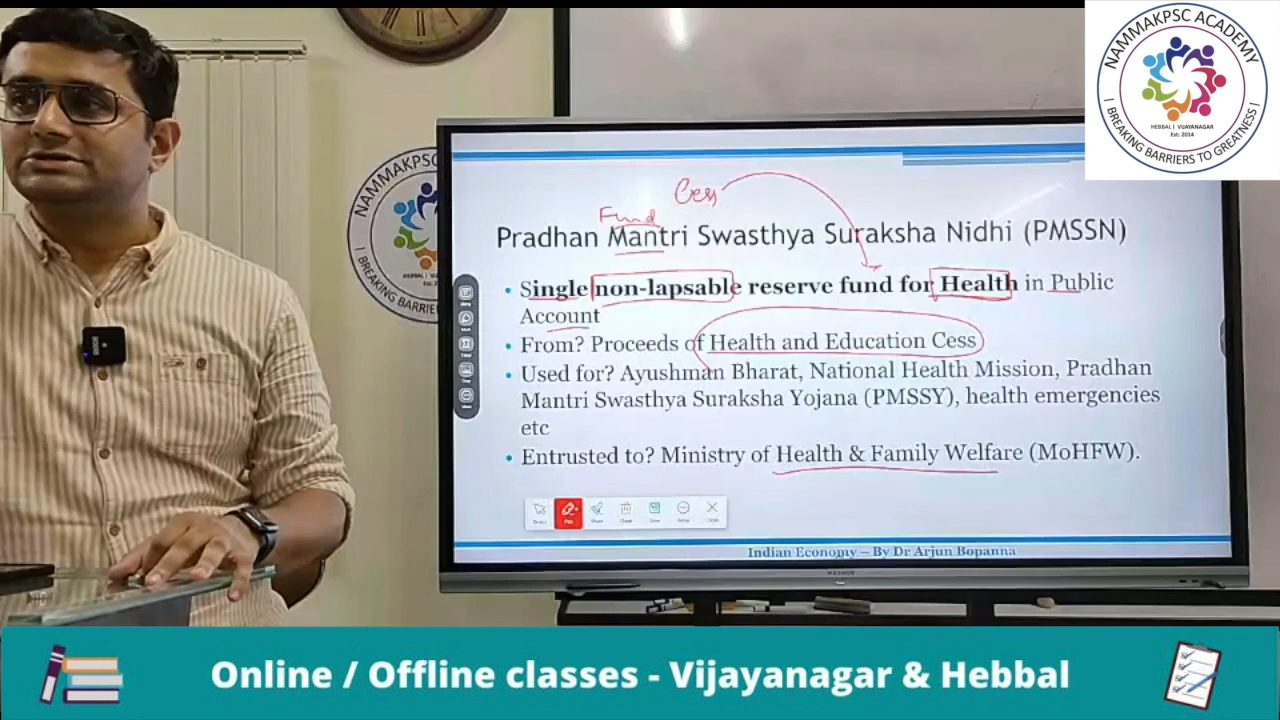 NAMMAKPSC ACADEMY
HEBBAL | VIJAYANAGAR
Est: 2014
| BREAKING BARRIERS TO GREATNESS |
NAMMAKPSC
Cess
Fund
Pradhan Mantri Swasthya Suraksha Nidhi (PMSSN)
• Single non-lapsable reserve fund for Health in Public
Account
• From? Proceeds of Health and Education Cess
• Used for? Ayushman Bharat, National Health Mission, Pradhan
Mantri Swasthya Suraksha Yojana (PMSSY), health emergencies
etc
• Entrusted to? Ministry of Health & Family Welfare (MoHFW).
Indian Economy – By Dr Arjun Bopanna
Online / Offline classes - Vijayanagar & Hebbal